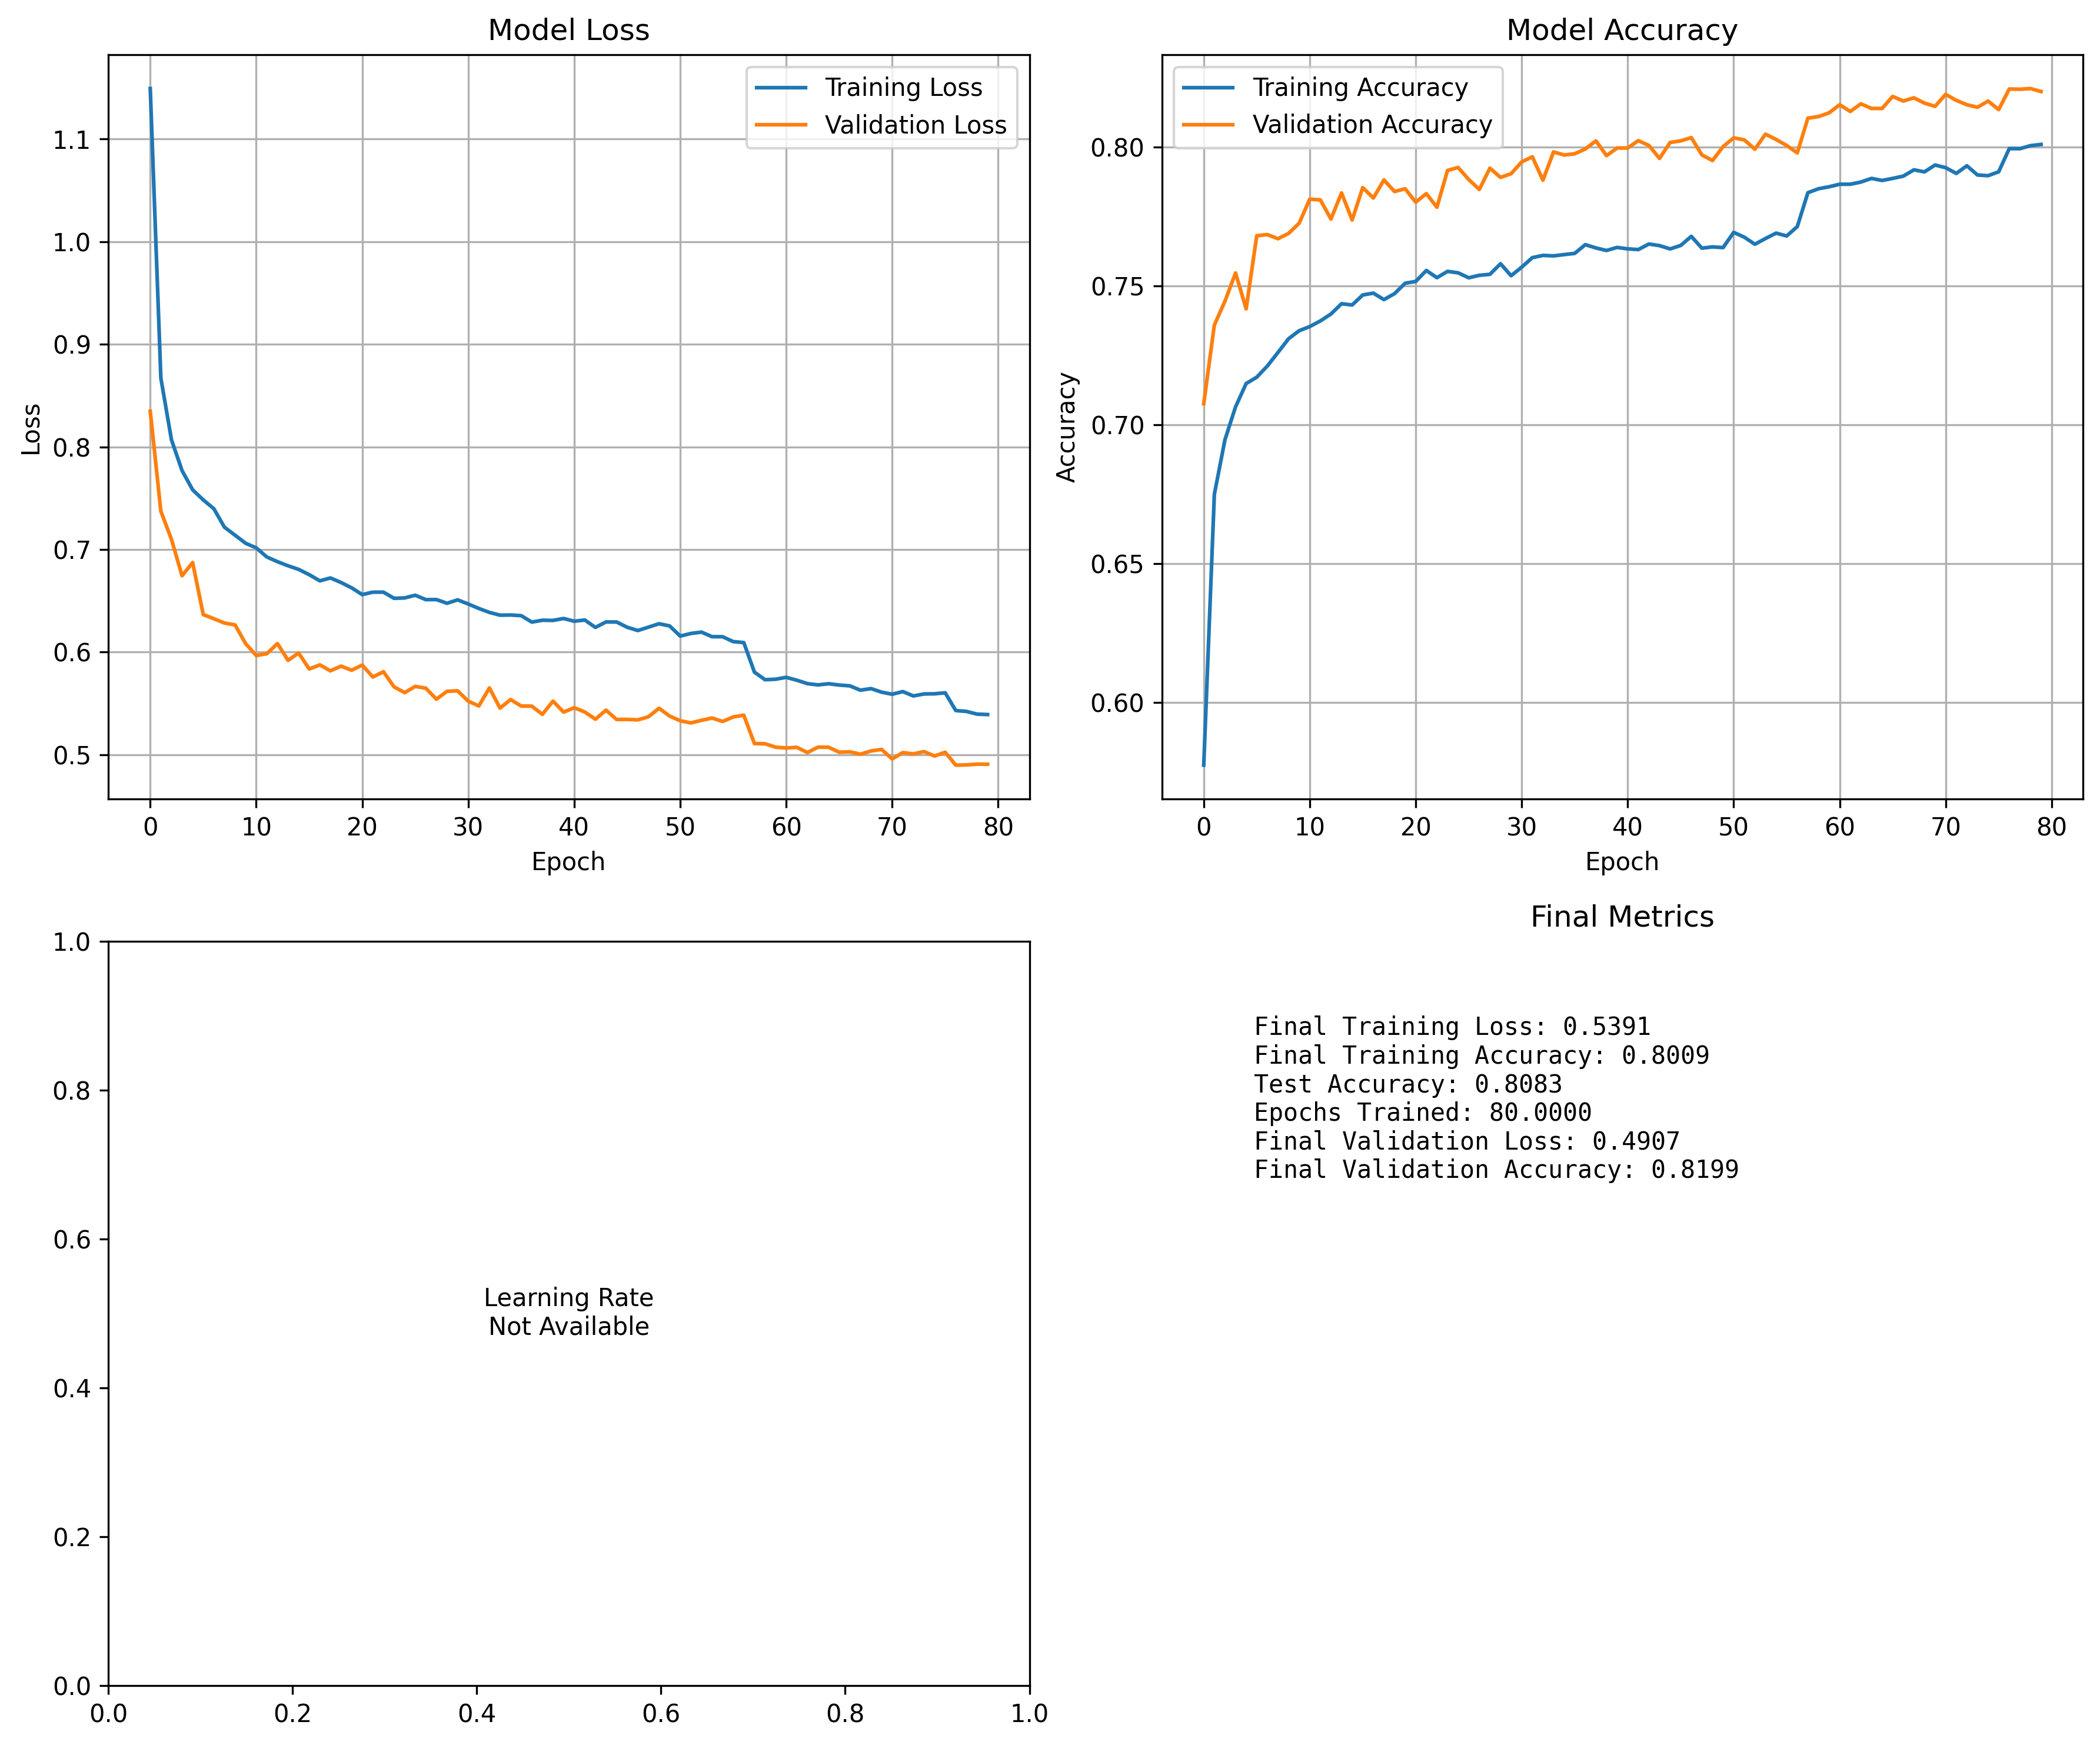 Model Loss
Training Loss
Validation Loss
1.1
1.0
0.9
0.8
0.7
0.6
0.5
Loss
0 10 20 30 40 50 60 70 80
Epoch
Model Accuracy
Training Accuracy
Validation Accuracy
0.80
0.75
0.70
0.65
0.60
Accuracy
0 10 20 30 40 50 60 70 80
Epoch
1.0
0.8
0.6
0.4
0.2
0.0
Learning Rate
Not Available
0.0 0.2 0.4 0.6 0.8 1.0
Final Metrics
Final Training Loss: 0.5391
Final Training Accuracy: 0.8009
Test Accuracy: 0.8083
Epochs Trained: 80.0000
Final Validation Loss: 0.4907
Final Validation Accuracy: 0.8199